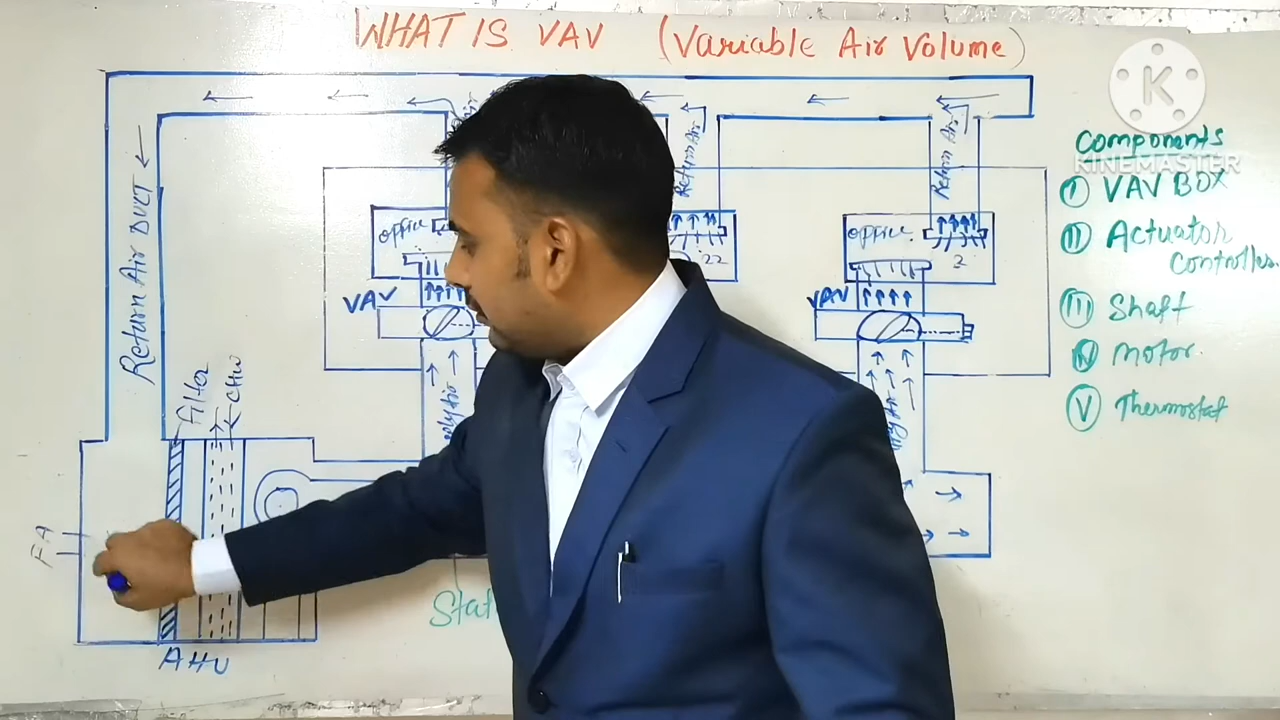 WHAT IS VAV (Variable Air Volume)
K
KINEMASTER
Components
I VAV BOX
II Actuator
Controller.
III Shaft
IV Motor.
V Thermostat
Return Air
Return Air
Return Air DUCT
office
22
office.
2
VAV
VAV
Filter
CHW
FA
AHU